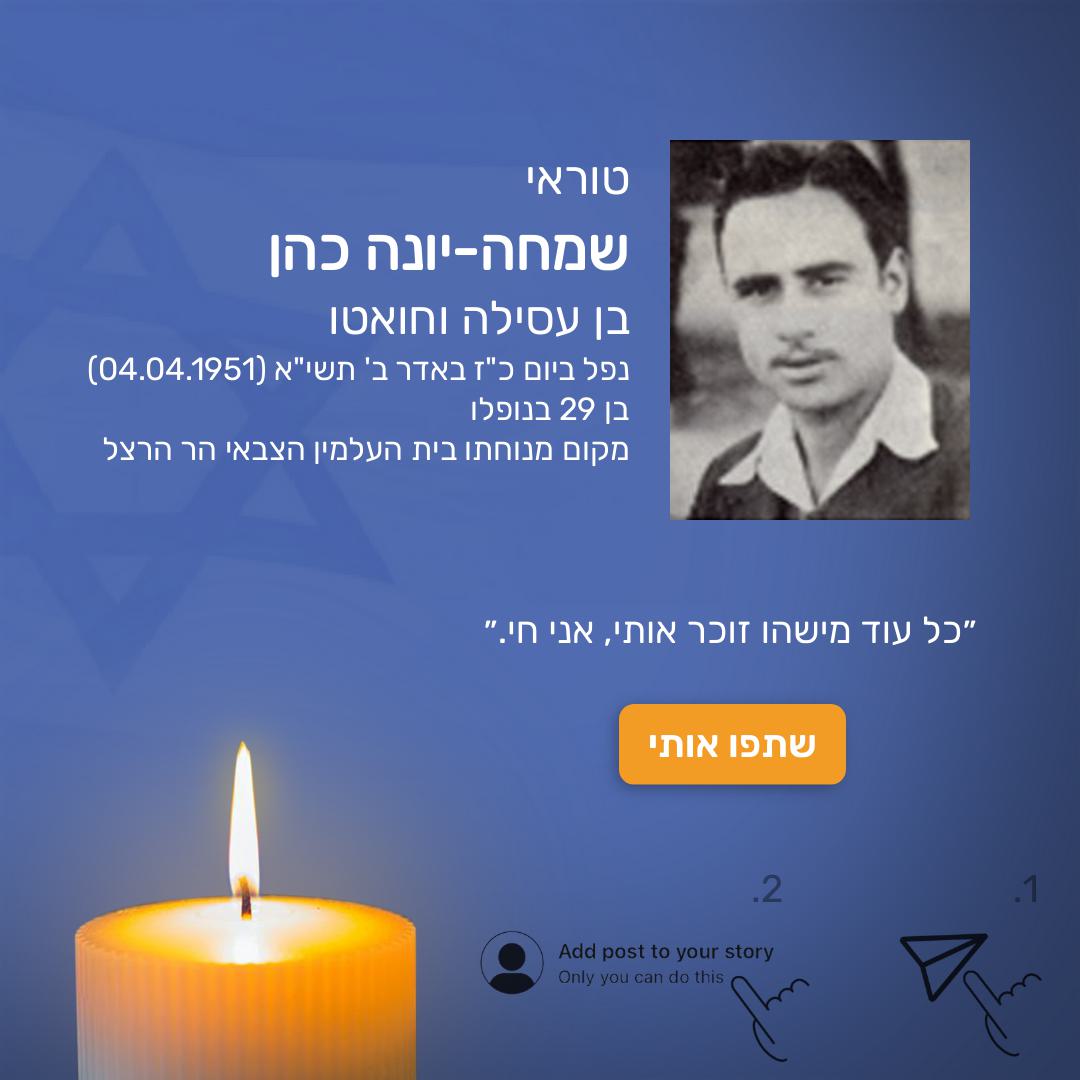 טוראי
שמחה-יונה כהן
בן עסילה וחואטו
נפל ביום כ"ז באדר ב' תשי"א (04.04.1951)
בן 29 בנופלו
מקום מנוחתו בית העלמין הצבאי הר הרצל
״כל עוד מישהו זוכר אותי, אני חי.״
שתפו אותי
1.
2.
Add post to your story
Only you can do this